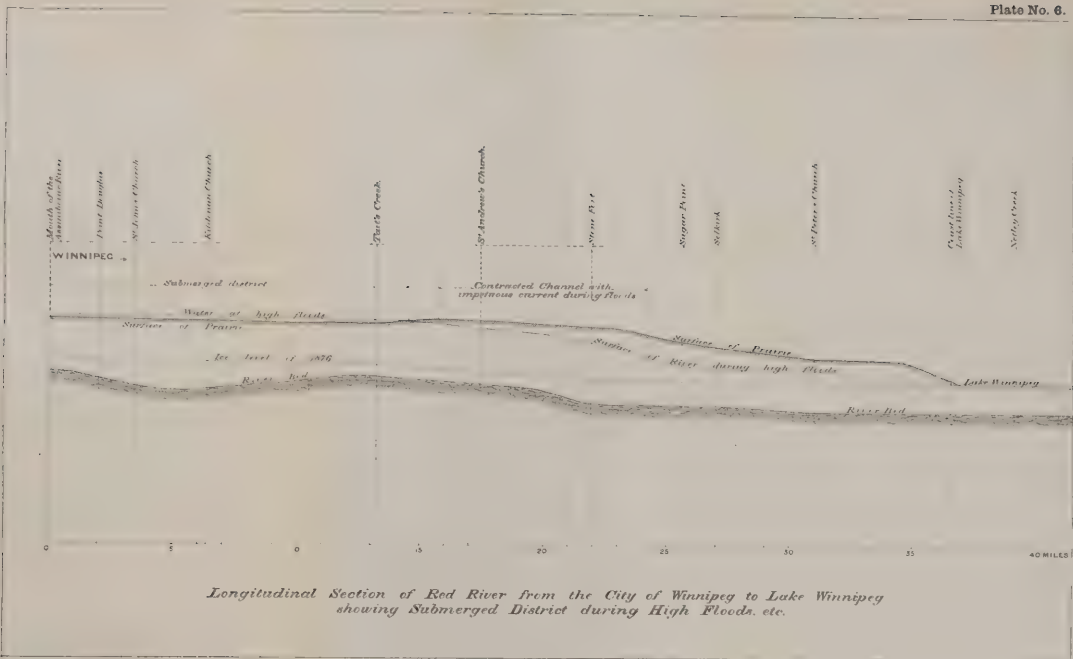 Plate No. 6.
Mouth of the
Assiniboine River
Point Douglas
St James Church
Kildonan Church
Tait's Creek.
St Andrew's Church.
Stone Fort
Sugar Point
Selkirk
St Peter's Church
Coast line of
Lake Winnipeg
Netley Creek
WINNIPEG
Submerged district
Contracted Channel with
impetuous current during floods
Water at high floods
Surface of Prairie
Surface of Prairie
Surface of River during high floods
Ice level of 1876
River Bed
Lake Winnipeg
River Bed
0 5 0 15 20 25 30 35 40 MILES
Longitudinal Section of Red River from the City of Winnipeg to Lake Winnipeg
showing Submerged District during High Floods, etc.